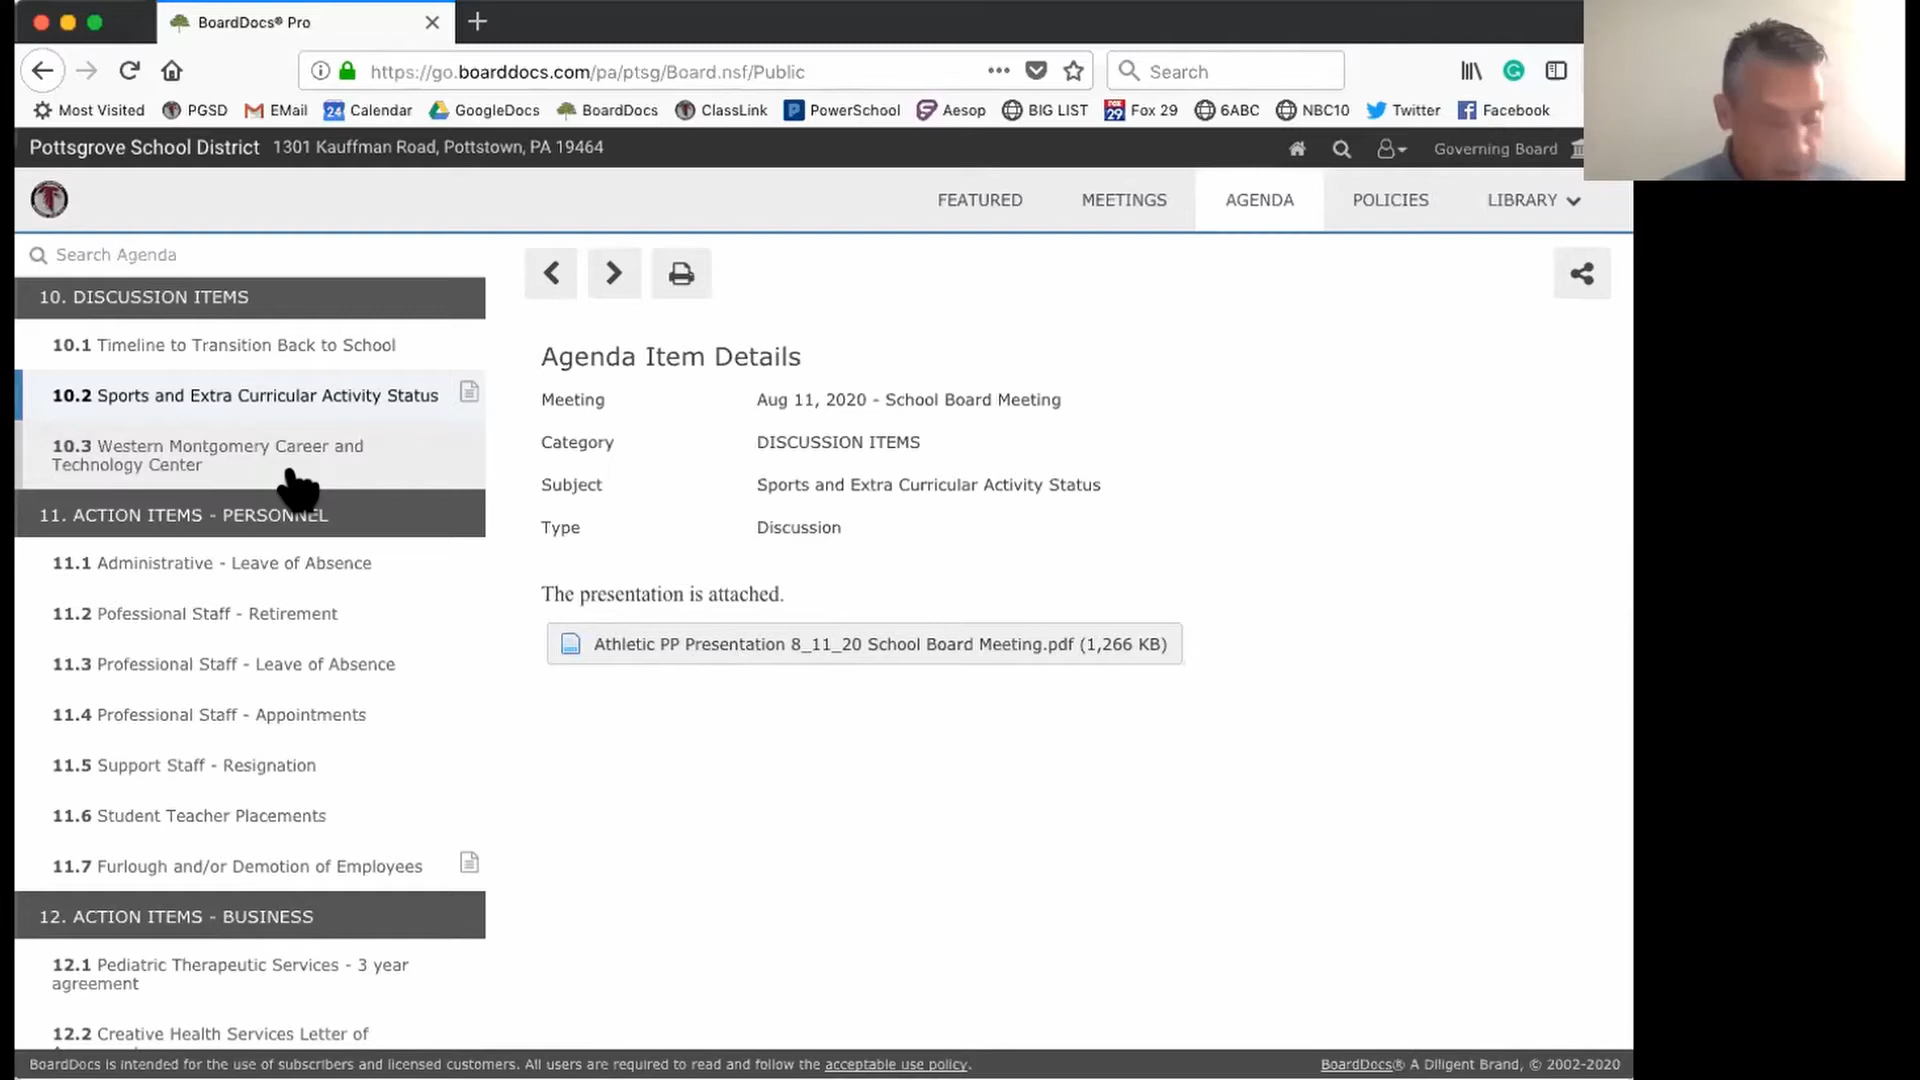 BoardDocs® Pro
https://go.boarddocs.com/pa/ptsg/Board.nsf/Public
Search
Most Visited PGSD EMail 24 Calendar GoogleDocs BoardDocs ClassLink PowerSchool Aesop BIG LIST FOX 29 Fox 29 6ABC NBC10 Twitter Facebook
Pottsgrove School District 1301 Kauffman Road, Pottstown, PA 19464
Governing Board
FEATURED MEETINGS AGENDA POLICIES LIBRARY
Search Agenda
10. DISCUSSION ITEMS
10.1 Timeline to Transition Back to School
10.2 Sports and Extra Curricular Activity Status
10.3 Western Montgomery Career and
Technology Center
11. ACTION ITEMS - PERSONNEL
11.1 Administrative - Leave of Absence
11.2 Pofessional Staff - Retirement
11.3 Professional Staff - Leave of Absence
11.4 Professional Staff - Appointments
11.5 Support Staff - Resignation
11.6 Student Teacher Placements
11.7 Furlough and/or Demotion of Employees
12. ACTION ITEMS - BUSINESS
12.1 Pediatric Therapeutic Services - 3 year
agreement
12.2 Creative Health Services Letter of
Agenda Item Details
Meeting Aug 11, 2020 - School Board Meeting
Category DISCUSSION ITEMS
Subject Sports and Extra Curricular Activity Status
Type Discussion
The presentation is attached.
Athletic PP Presentation 8_11_20 School Board Meeting.pdf (1,266 KB)
BoardDocs is intended for the use of subscribers and licensed customers. All users are required to read and follow the acceptable use policy.
BoardDocs® A Diligent Brand, © 2002-2020